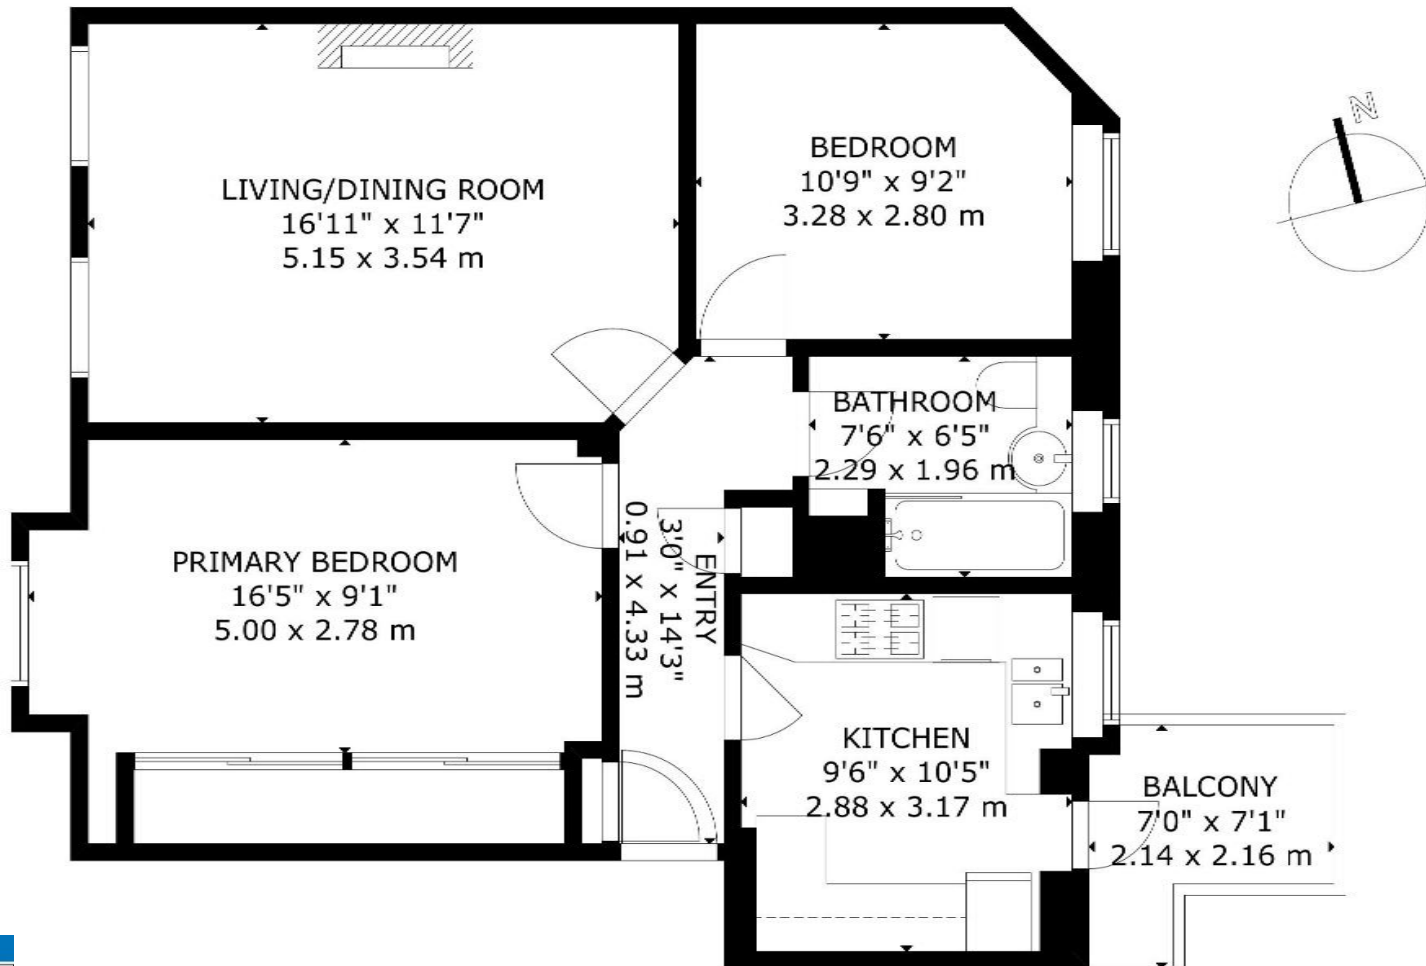 LIVING/DINING ROOM
16'11" x 11'7"
5.15 x 3.54 m
BEDROOM
10'9" x 9'2"
3.28 x 2.80 m
N
BATHROOM
7'6" x 6'5"
2.29 x 1.96 m
PRIMARY BEDROOM
16'5" x 9'1"
5.00 x 2.78 m
ENTRY
3'0" x 14'3"
0.91 x 4.33 m
KITCHEN
9'6" x 10'5"
2.88 x 3.17 m
BALCONY
7'0" x 7'1"
2.14 x 2.16 m